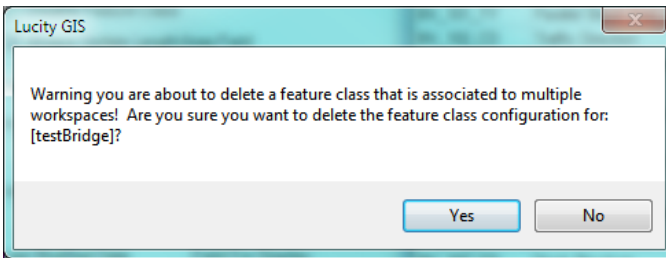 Lucity GIS
Warning you are about to delete a feature class that is associated to multiple
workspaces!  Are you sure you want to delete the feature class configuration for:
[testBridge]?
Yes No